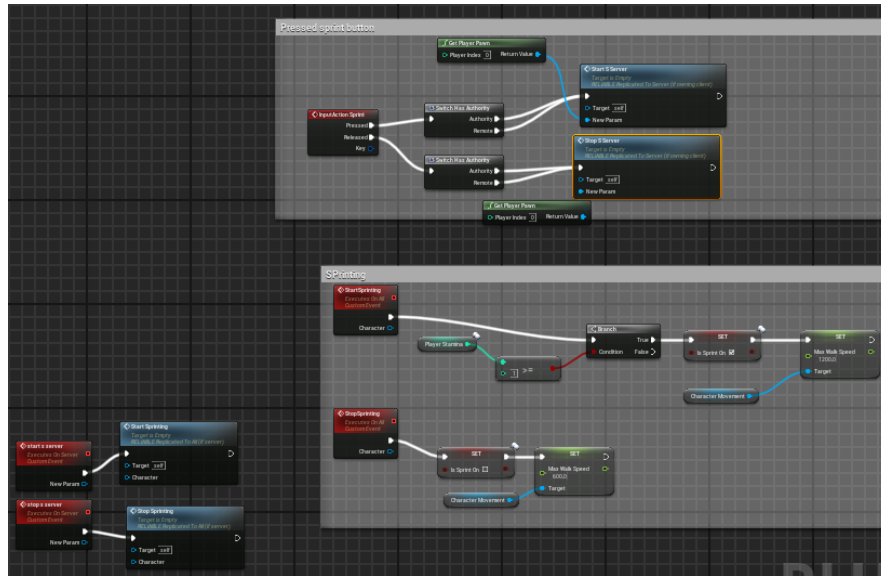 Pressed sprint button
Get Player Pawn
Player Index 0 Return Value
Start S Server
Target is Empty
RELIABLE Replicated To Server (if owning client)
Target self
New Param
InputAction Sprint
Pressed
Released
Key
Switch Has Authority
Authority
Remote
Switch Has Authority
Authority
Remote
Stop S Server
Target is Empty
RELIABLE Replicated To Server (if owning client)
Target self
New Param
Get Player Pawn
Player Index 0 Return Value
SPrinting
StartSprinting
Executes On All
Custom Event
Character
Player Stamina
1 >=
Branch
True
Condition False
SET
Is Sprint On
SET
Max Walk Speed
1200,0
Target
Character Movement
StopSprinting
Executes On All
Custom Event
Character
SET
Is Sprint On
SET
Max Walk Speed
600,0
Target
Character Movement
start s server
Executes On Server
Custom Event
New Param
Start Sprinting
Target is Empty
RELIABLE Replicated To All (if server)
Target self
Character
stop s server
Executes On Server
Custom Event
New Param
Stop Sprinting
Target is Empty
RELIABLE Replicated To All (if server)
Target self
Character